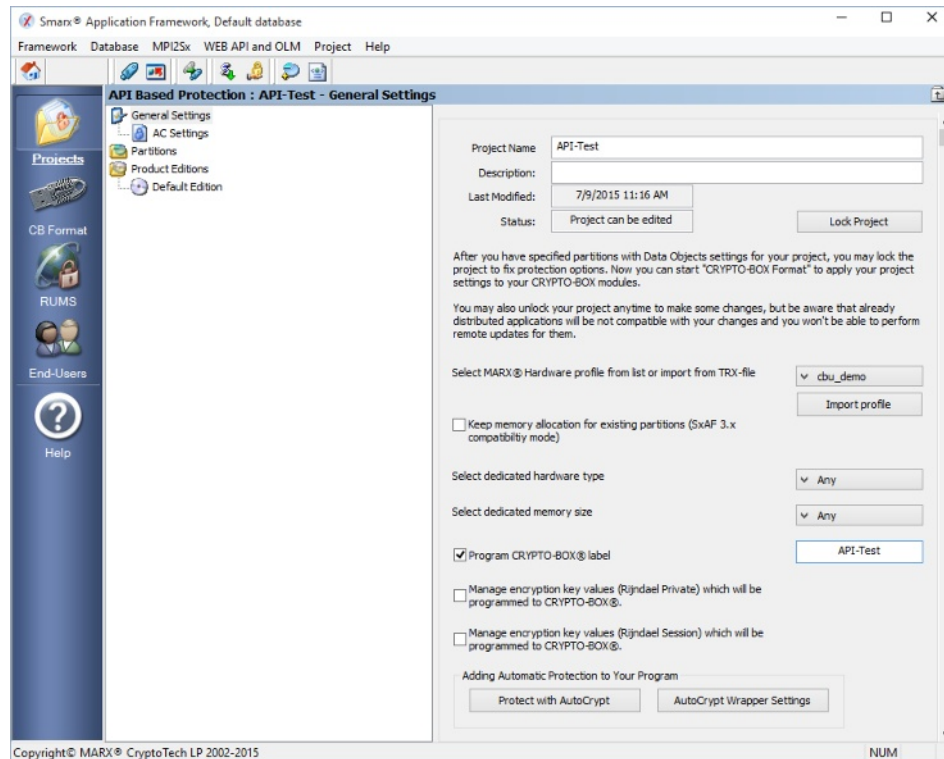 Smarx® Application Framework, Default database
Framework Database MPI2Sx WEB API and OLM Project Help
API Based Protection : API-Test - General Settings
Projects
CB Format
RUMS
End-Users
Help
General Settings
AC Settings
Partitions
Product Editions
Default Edition
Project Name API-Test
Description:
Last Modified: 7/9/2015 11:16 AM
Status: Project can be edited Lock Project
After you have specified partitions with Data Objects settings for your project, you may lock the
project to fix protection options. Now you can start "CRYPTO-BOX Format" to apply your project
settings to your CRYPTO-BOX modules.
You may also unlock your project anytime to make some changes, but be aware that already
distributed applications will be not compatible with your changes and you won't be able to perform
remote updates for them.
Select MARX® Hardware profile from list or import from TRX-file cbu_demo
Import profile
Keep memory allocation for existing partitions (SxAF 3.x
compatibiltiy mode)
Select dedicated hardware type Any
Select dedicated memory size Any
Program CRYPTO-BOX® label API-Test
Manage encryption key values (Rijndael Private) which will be
programmed to CRYPTO-BOX®.
Manage encryption key values (Rijndael Session) which will be
programmed to CRYPTO-BOX®.
Adding Automatic Protection to Your Program
Protect with AutoCrypt AutoCrypt Wrapper Settings
Copyright© MARX® CryptoTech LP 2002-2015 NUM